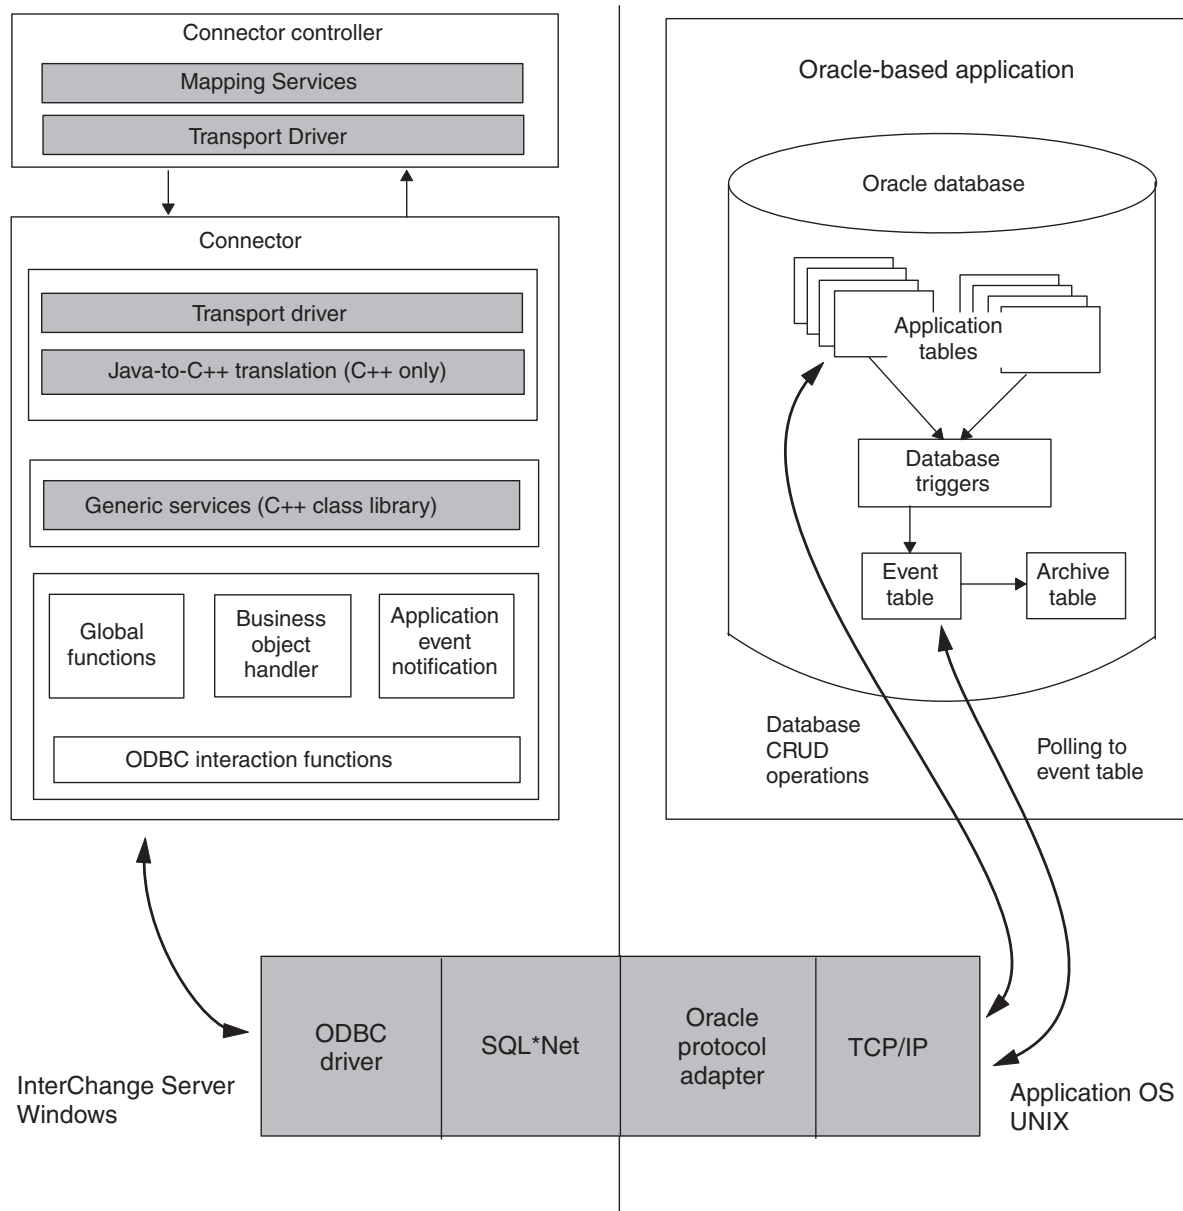 Connector controller
Mapping Services
Transport Driver
Connector
Transport driver
Java-to-C++ translation (C++ only)
Generic services (C++ class library)
Global
functions
Business
object
handler
Application
event
notification
ODBC interaction functions
Oracle-based application
Oracle database
Application
tables
Database
triggers
Event
table
Archive
table
Database
CRUD
operations
Polling to
event table
ODBC
driver
SQL*Net
Oracle
protocol
adapter
TCP/IP
InterChange Server
Windows
Application OS
UNIX